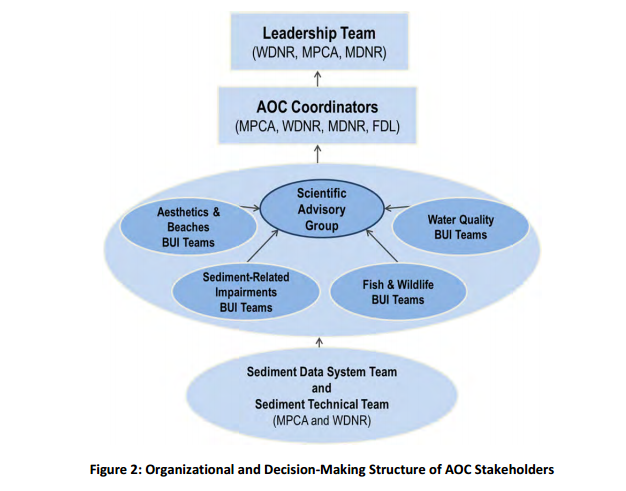 Leadership Team
(WDNR, MPCA, MDNR)
AOC Coordinators
(MPCA, WDNR, MDNR, FDL)
Scientific
Advisory
Group
Aesthetics &
Beaches
BUI Teams
Water Quality
BUI Teams
Sediment-Related
Impairments
BUI Teams
Fish & Wildlife
BUI Teams
Sediment Data System Team
and
Sediment Technical Team
(MPCA and WDNR)
Figure 2: Organizational and Decision-Making Structure of AOC Stakeholders